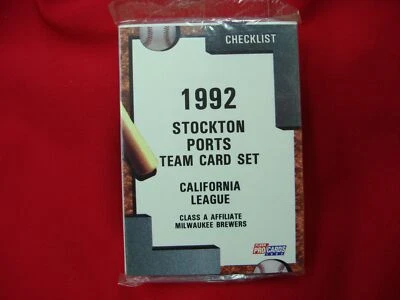 CHECKLIST
1992
STOCKTON
PORTS
TEAM CARD SET
CALIFORNIA
LEAGUE
CLASS A AFFILIATE
MILWAUKEE BREWERS
PRO CARDS